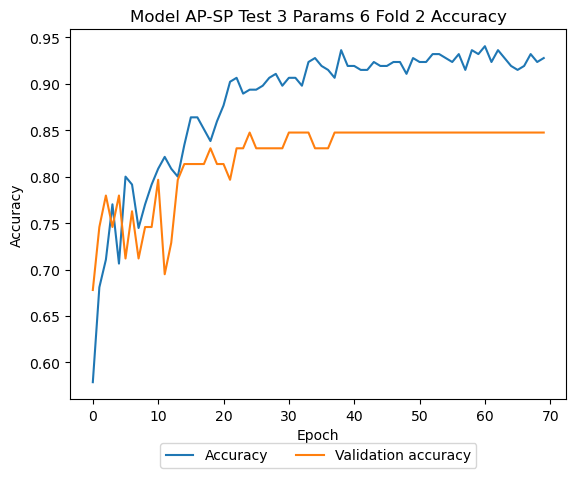 Model AP-SP Test 3 Params 6 Fold 2 Accuracy
0.95
0.90
0.85
0.80
0.75
0.70
0.65
0.60
Accuracy
0 10 20 30 40 50 60 70
Epoch
Accuracy Validation accuracy